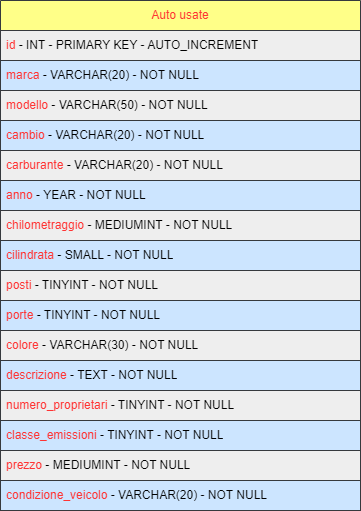 Auto usate
id - INT - PRIMARY KEY - AUTO_INCREMENT
marca - VARCHAR(20) - NOT NULL
modello - VARCHAR(50) - NOT NULL
cambio - VARCHAR(20) - NOT NULL
carburante - VARCHAR(20) - NOT NULL
anno - YEAR - NOT NULL
chilometraggio - MEDIUMINT - NOT NULL
cilindrata - SMALL - NOT NULL
posti - TINYINT - NOT NULL
porte - TINYINT - NOT NULL
colore - VARCHAR(30) - NOT NULL
descrizione - TEXT - NOT NULL
numero_proprietari - TINYINT - NOT NULL
classe_emissioni - TINYINT - NOT NULL
prezzo - MEDIUMINT - NOT NULL
condizione_veicolo - VARCHAR(20) - NOT NULL